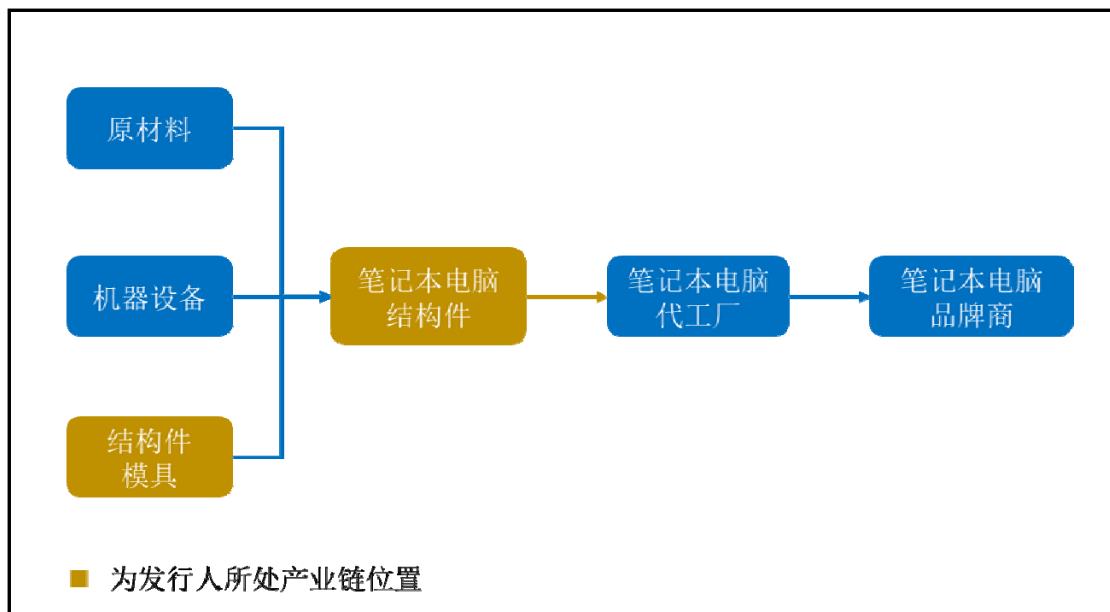 原材料
机器设备
结构件
模具
笔记本电脑
结构件
笔记本电脑
代工厂
笔记本电脑
品牌商
为发行人所处产业链位置